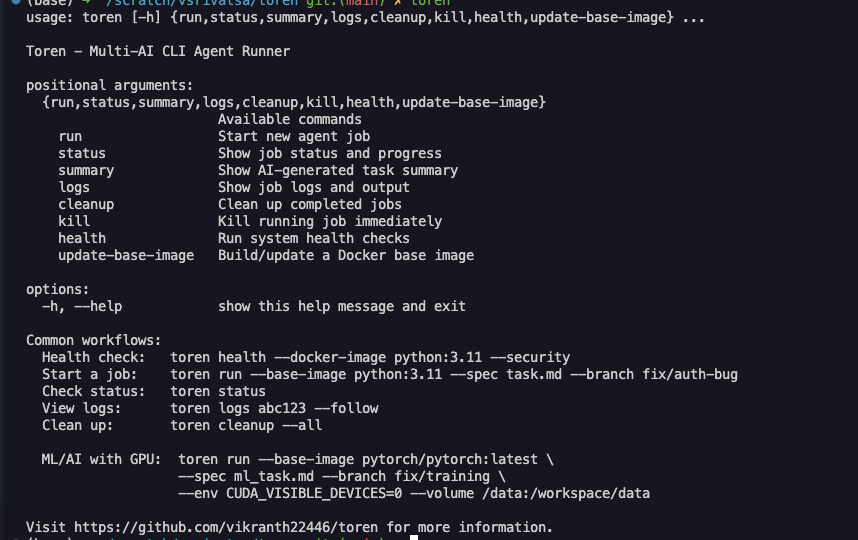 (base) ➜ /scratch/vsrivatsa/toren git:(main) ✗ toren
usage: toren [-h] {run,status,summary,logs,cleanup,kill,health,update-base-image} ...
Toren - Multi-AI CLI Agent Runner
positional arguments:
{run,status,summary,logs,cleanup,kill,health,update-base-image}
Available commands
run Start new agent job
status Show job status and progress
summary Show AI-generated task summary
logs Show job logs and output
cleanup Clean up completed jobs
kill Kill running job immediately
health Run system health checks
update-base-image Build/update a Docker base image
options:
-h, --help show this help message and exit
Common workflows:
Health check: toren health --docker-image python:3.11 --security
Start a job: toren run --base-image python:3.11 --spec task.md --branch fix/auth-bug
Check status: toren status
View logs: toren logs abc123 --follow
Clean up: toren cleanup --all
ML/AI with GPU: toren run --base-image pytorch/pytorch:latest \
--spec ml_task.md --branch fix/training \
--env CUDA_VISIBLE_DEVICES=0 --volume /data:/workspace/data
Visit https://github.com/vikranth22446/toren for more information.